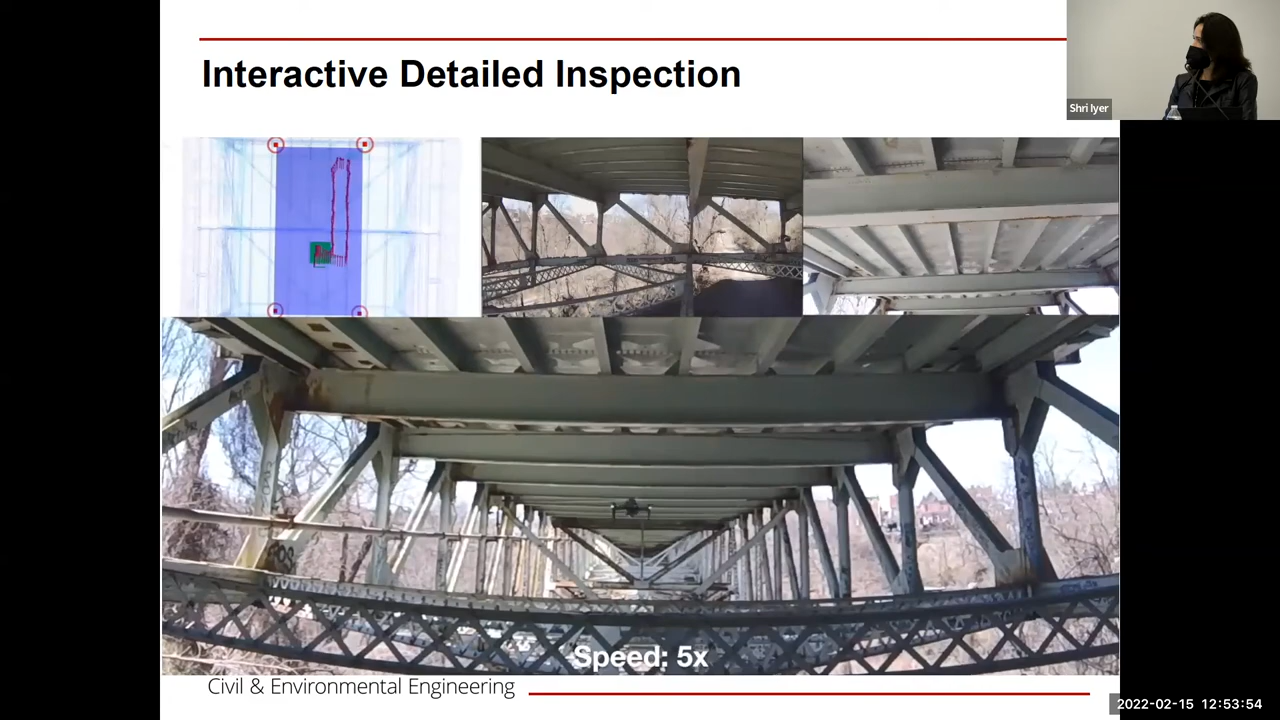 Interactive Detailed Inspection
Shri Iyer
Speed: 5x
Civil & Environmental Engineering
2022-02-15 12:53:54